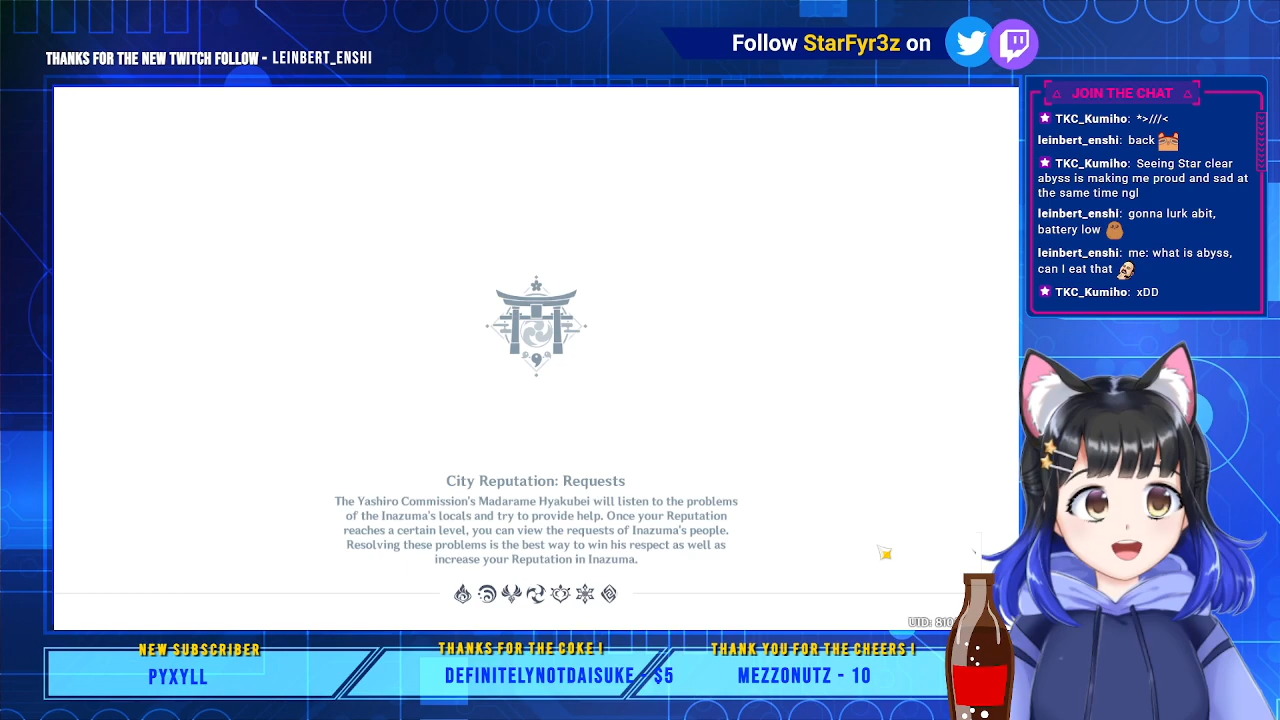 THANKS FOR THE NEW TWITCH FOLLOW - LEINBERT_ENSHI
Follow StarFyr3z on
JOIN THE CHAT
TKC_Kumiho: *>///<
leinbert_enshi: back
TKC_Kumiho: Seeing Star clear
abyss is making me proud and sad at
the same time ngl
leinbert_enshi: gonna lurk abit,
battery low
leinbert_enshi: me: what is abyss,
can I eat that
TKC_Kumiho: xDD
City Reputation: Requests
The Yashiro Commission's Madarame Hyakubei will listen to the problems
of the Inazuma's locals and try to provide help. Once your Reputation
reaches a certain level, you can view the requests of Inazuma's people.
Resolving these problems is the best way to win his respect as well as
increase your Reputation in Inazuma.
UID: 810
NEW SUBSCRIBER
PYXYLL
THANKS FOR THE COKE !
DEFINITELYNOTDAISUKE - $5
THANK YOU FOR THE CHEERS !
MEZZONUTZ - 10